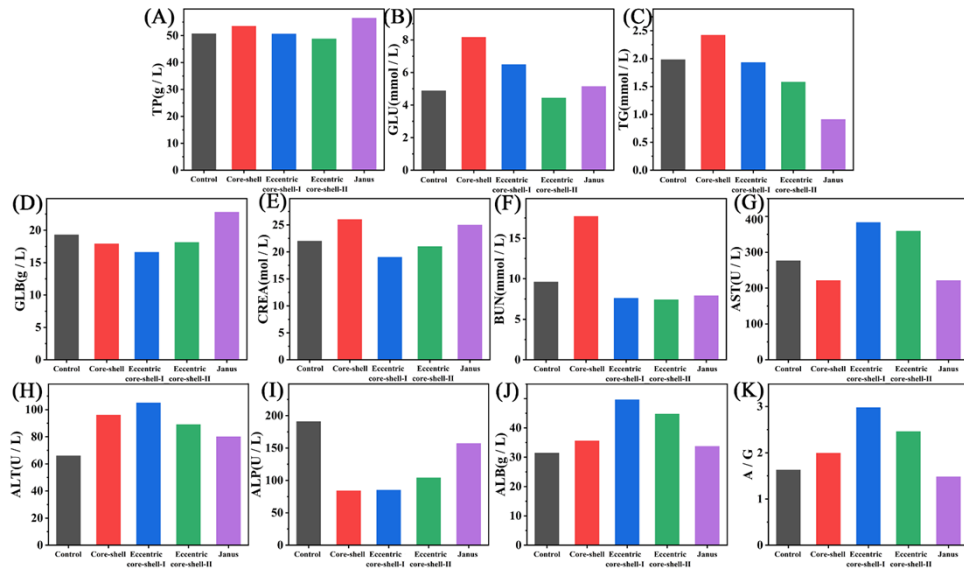 (A)
TP(g / L)
60
50
40
30
20
10
0
Control Core-shell Eccentric Eccentric Janus
core-shell-I core-shell-II
(B)
GLU(mmol / L)
8
6
4
2
0
Control Core-shell Eccentric Eccentric Janus
core-shell-I core-shell-II
(C)
TG(mmol / L)
2.5
2.0
1.5
1.0
0.5
0.0
Control Core-shell Eccentric Eccentric Janus
core-shell-I core-shell-II
(D)
GLB(g / L)
20
15
10
5
0
Control Core-shell Eccentric Eccentric Janus
core-shell-I core-shell-II
(E)
CREA(mol / L)
30
25
20
15
10
5
0
Control Core-shell Eccentric Eccentric Janus
core-shell-I core-shell-II
(F)
BUN(mmol / L)
15
10
5
0
Control Core-shell Eccentric Eccentric Janus
core-shell-I core-shell-II
(G)
AST(U / L)
400
300
200
100
0
Control Core-shell Eccentric Eccentric Janus
core-shell-I core-shell-II
(H)
ALT(U / L)
100
80
60
40
20
0
Control Core-shell Eccentric Eccentric Janus
core-shell-I core-shell-II
(I)
ALP(U / L)
200
150
100
50
0
Control Core-shell Eccentric Eccentric Janus
core-shell-I core-shell-II
(J)
ALB(g / L)
50
40
30
20
10
0
Control Core-shell Eccentric Eccentric Janus
core-shell-I core-shell-II
(K)
A / G
3
2
1
0
Control Core-shell Eccentric Eccentric Janus
core-shell-I core-shell-II